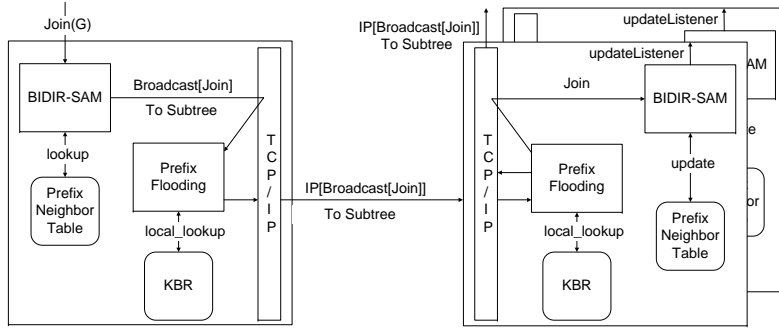 Join(G)
BIDIR-SAM
Broadcast[Join]
To Subtree
lookup
Prefix
Neighbor
Table
Prefix
Flooding
local_lookup
KBR
T
C
P
/
I
P
IP[Broadcast[Join]]
To Subtree
IP[Broadcast[Join]]
To Subtree
updateListener
updateListener
T
C
P
/
I
P
Join
BIDIR-SAM
AM
Prefix
Flooding
local_lookup
KBR
update
Prefix
Neighbor
Table
e
or